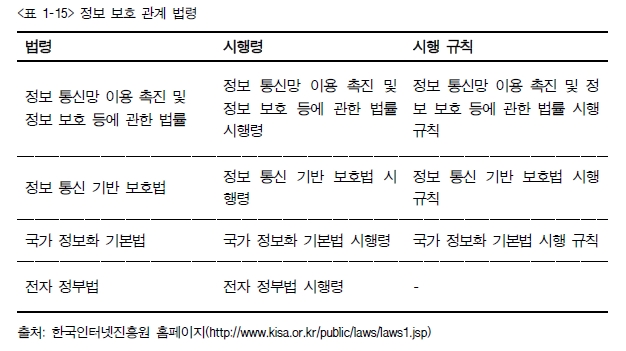 <표 1-15> 정보 보호 관계 법령
법령 시행령 시행 규칙
정보 통신망 이용 촉진 및
정보 보호 등에 관한 법률
정보 통신망 이용 촉진 및
정보 보호 등에 관한 법률
시행령
정보 통신망 이용 촉진 및 정
보 보호 등에 관한 법률 시행
규칙
정보 통신 기반 보호법
정보 통신 기반 보호법 시
행령
정보 통신 기반 보호법 시행
규칙
국가 정보화 기본법 국가 정보화 기본법 시행령 국가 정보화 기본법 시행 규칙
전자 정부법 전자 정부법 시행령 -
출처: 한국인터넷진흥원 홈페이지(http://www.kisa.or.kr/public/laws/laws1.jsp)